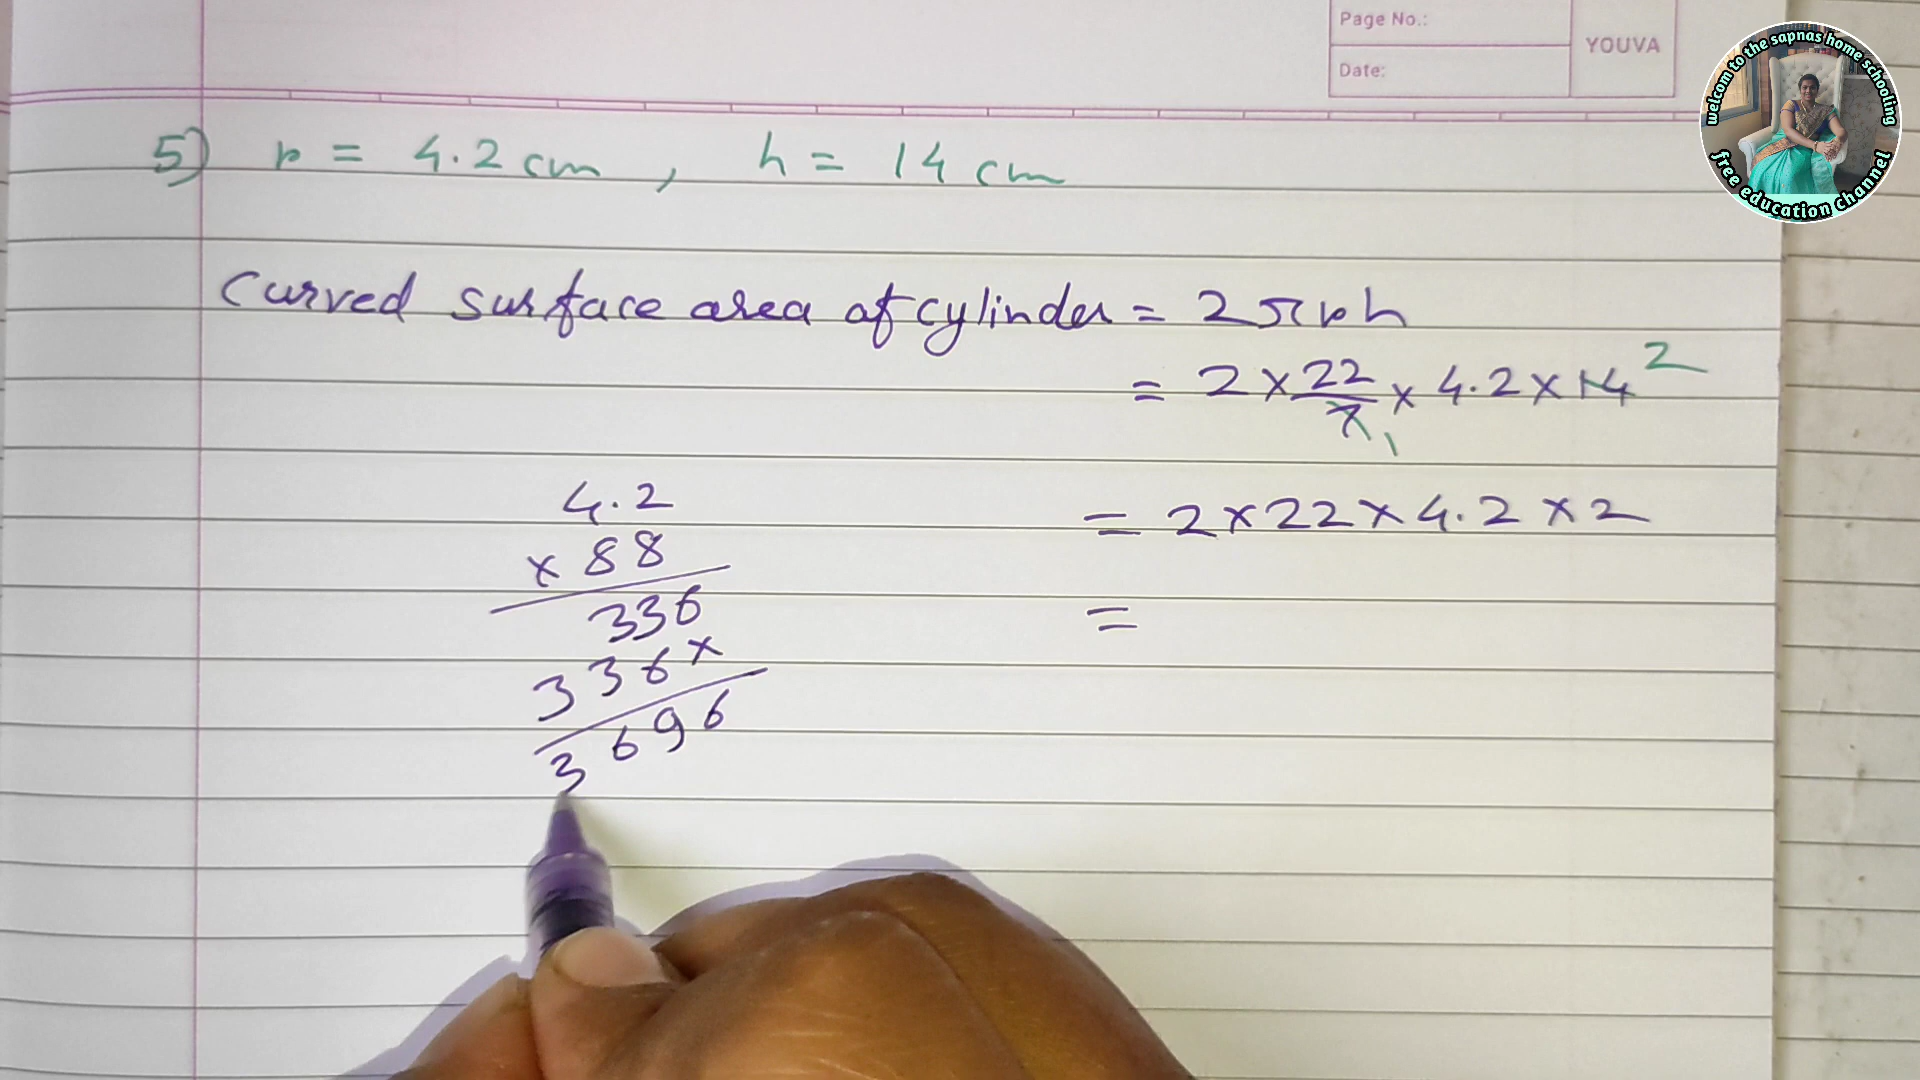 Page No.:
Date:
YOUVA
welcom to the sapnas home schooling
free education channel
5) r = 4.2 cm , h = 14 cm
Curved surface area of cylinder = 2πrh
= 2 × 22/7 1 × 4.2 × 14 2
= 2 × 22 × 4.2 × 2
=
4.2
× 88
336
336×
3696